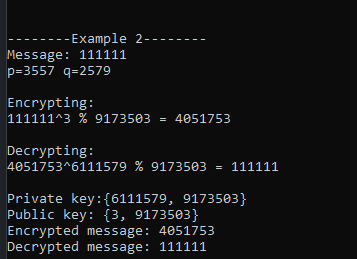 --------Example 2--------
Message: 111111
p=3557 q=2579
Encrypting:
111111^3 % 9173503 = 4051753
Decrypting:
4051753^6111579 % 9173503 = 111111
Private key:{6111579, 9173503}
Public key: {3, 9173503}
Encrypted message: 4051753
Decrypted message: 111111